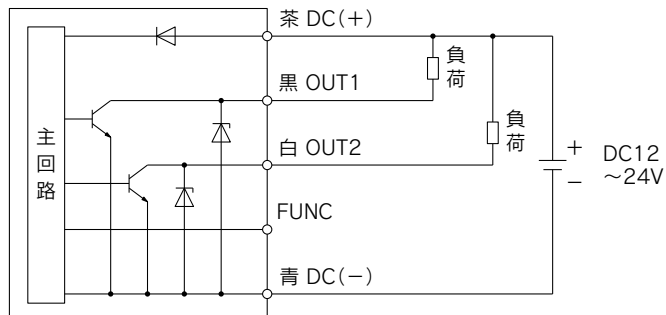 茶 DC(+)
負荷
黒 OUT1
負荷
主回路
白 OUT2
+
−
DC12
～24V
FUNC
青 DC(−)